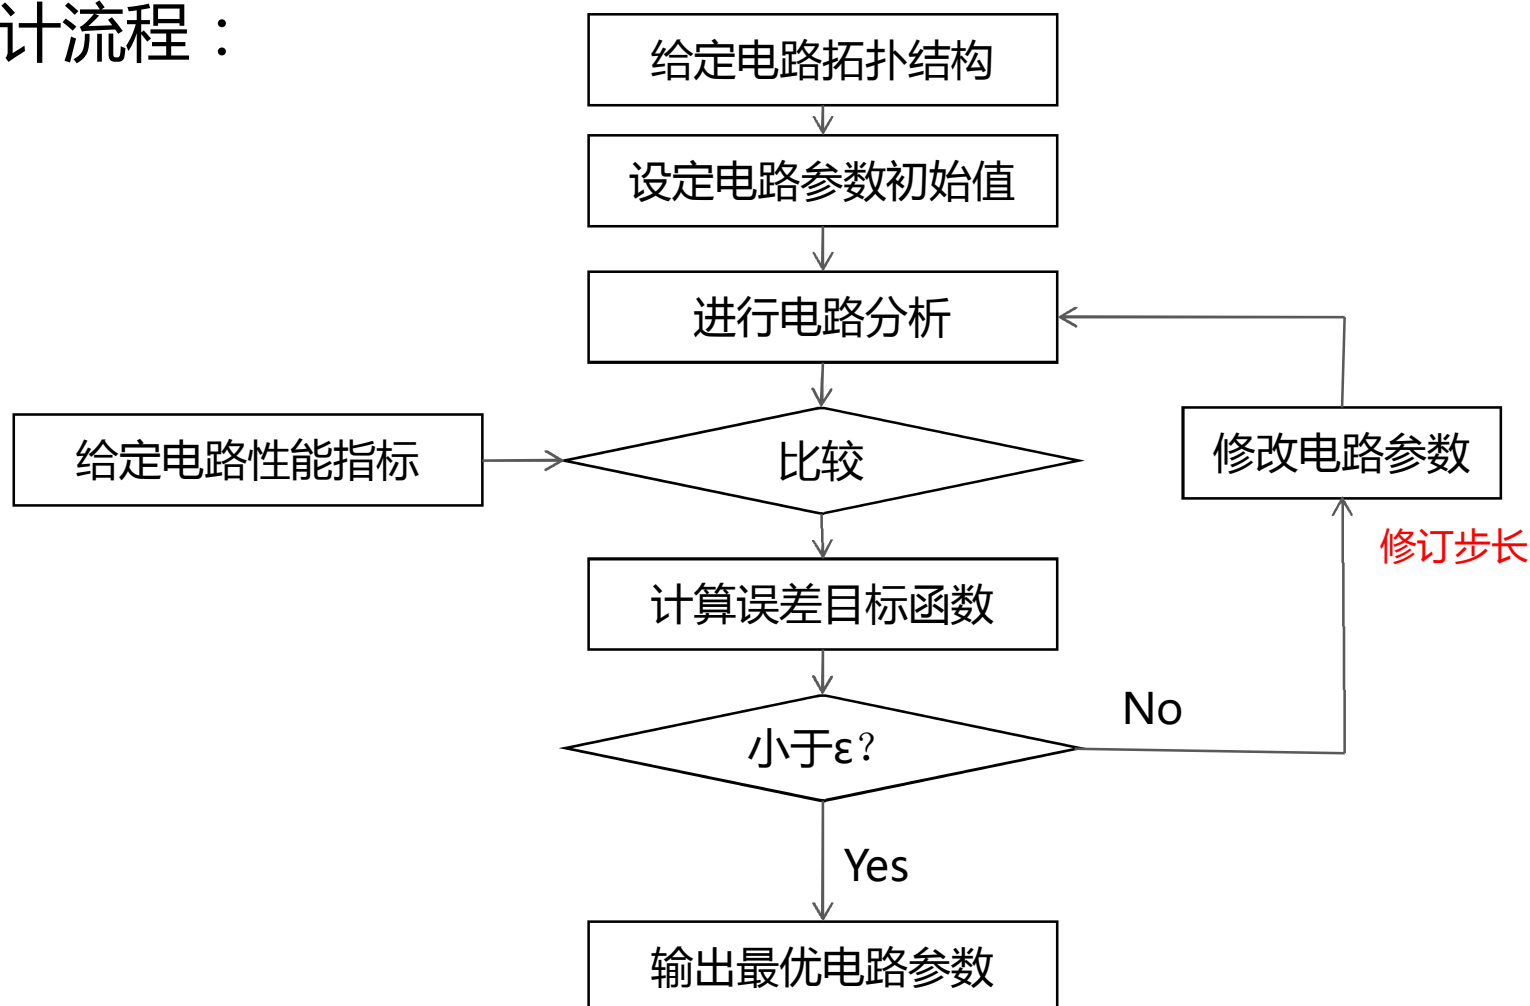 计流程：
给定电路拓扑结构
设定电路参数初始值
进行电路分析
给定电路性能指标
比较
修改电路参数
修订步长
计算误差目标函数
No
小于ε？
Yes
输出最优电路参数